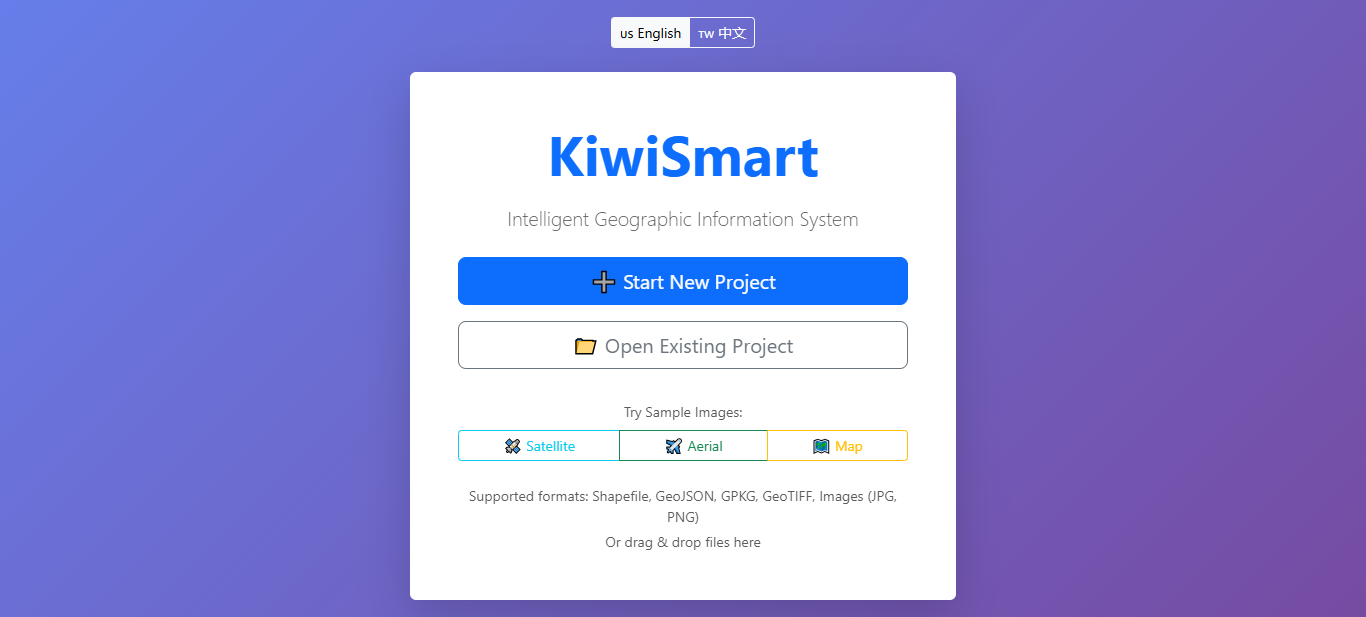 us English
TW 中文
KiwiSmart
Intelligent Geographic Information System
Start New Project
Open Existing Project
Try Sample Images:
Satellite
Aerial
Map
Supported formats: Shapefile, GeoJSON, GPKG, GeoTIFF, Images (JPG,
PNG)
Or drag & drop files here